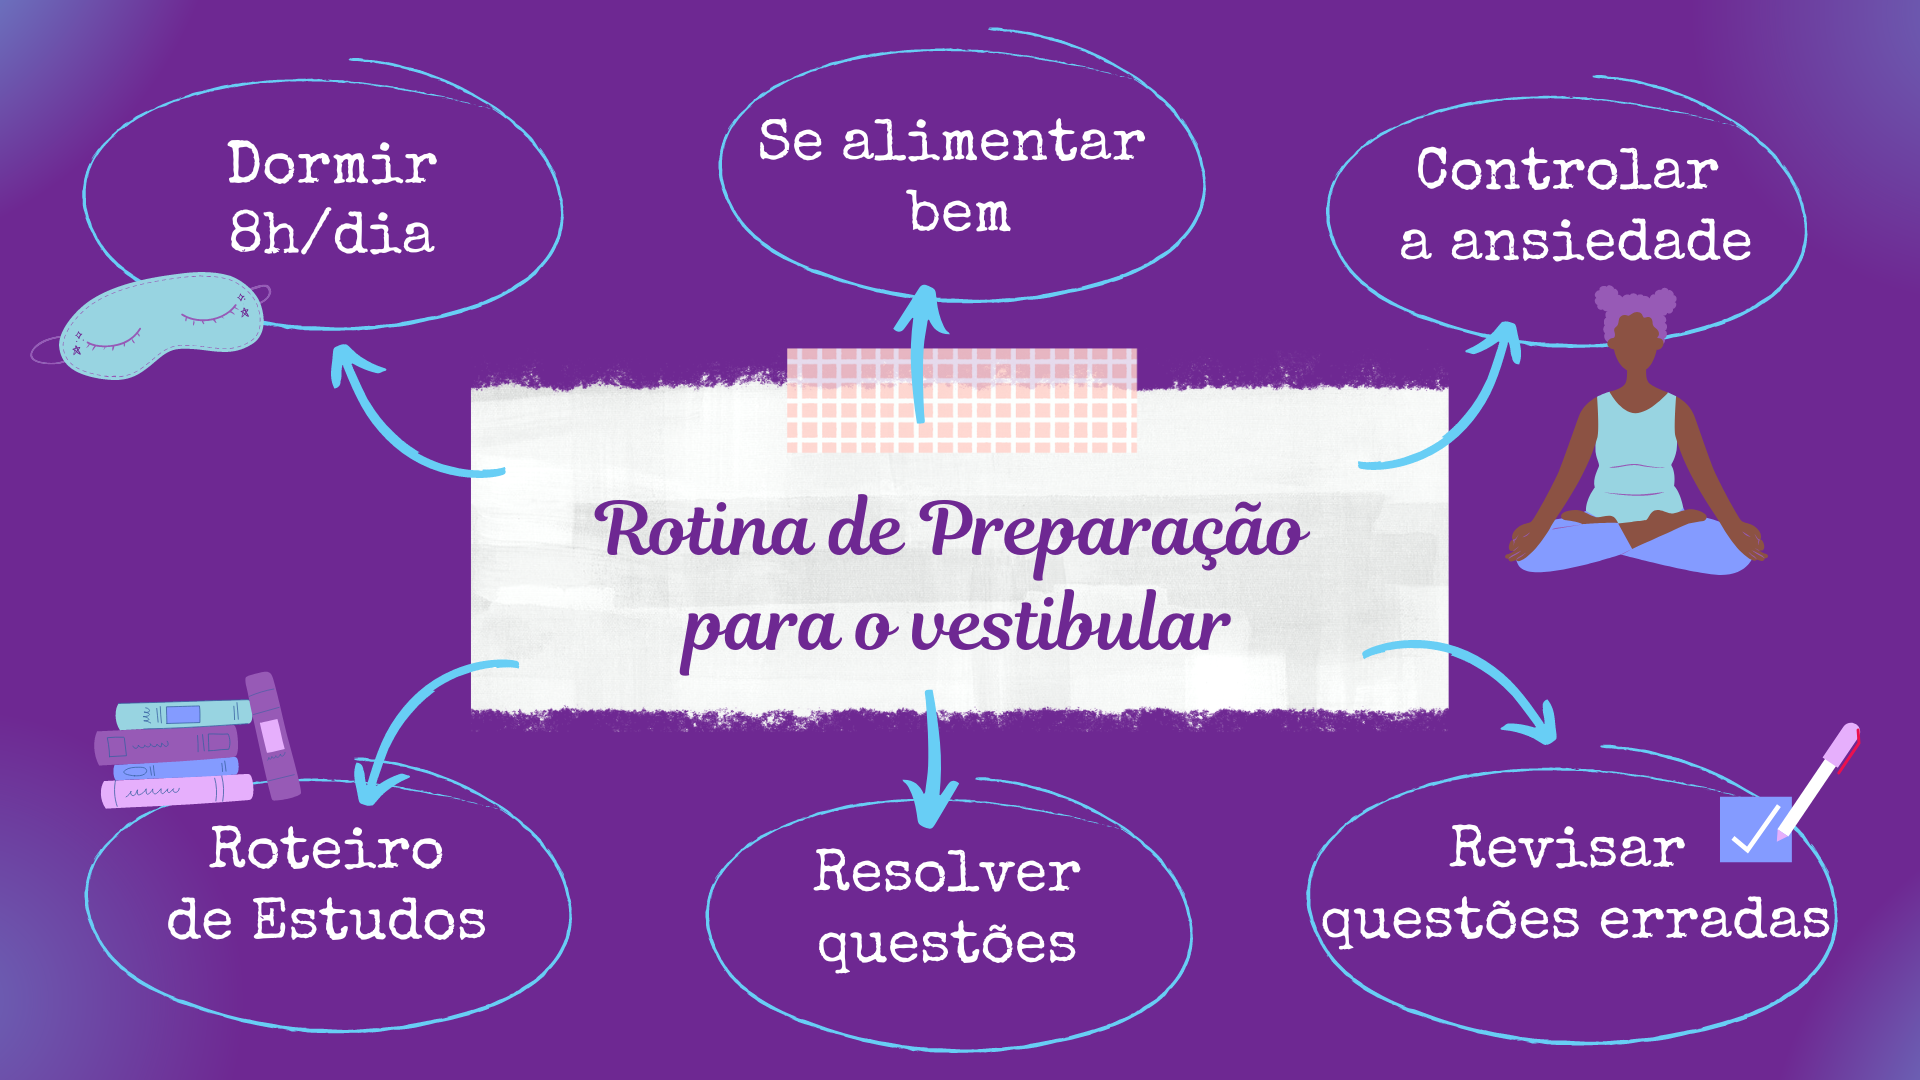 Dormir
8h/dia
Se alimentar
bem
Controlar
a ansiedade
Rotina de Preparação
para o vestibular
Roteiro
de Estudos
Resolver
questões
Revisar
questões erradas